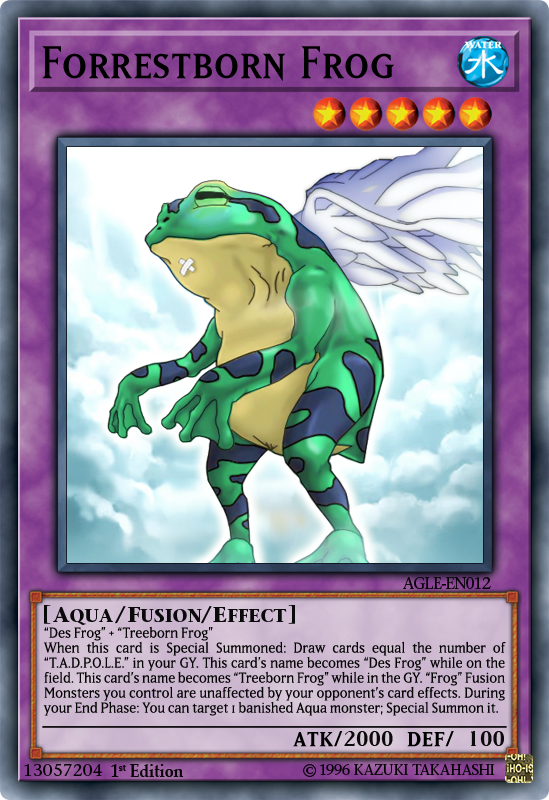 Forrestborn Frog
WATER
水
AGLE-EN012
[Aqua/Fusion/Effect]
“Des Frog” + “Treeborn Frog”
When this card is Special Summoned: Draw cards equal the number of
“T.A.D.P.O.L.E.” in your GY. This card's name becomes “Des Frog” while on the
field. This card's name becomes “Treeborn Frog” while in the GY. “Frog” Fusion
Monsters you control are unaffected by your opponent's card effects. During
your End Phase: You can target 1 banished Aqua monster; Special Summon it.
ATK/2000 DEF/ 100
13057204 1st Edition
© 1996 KAZUKI TAKAHASHI